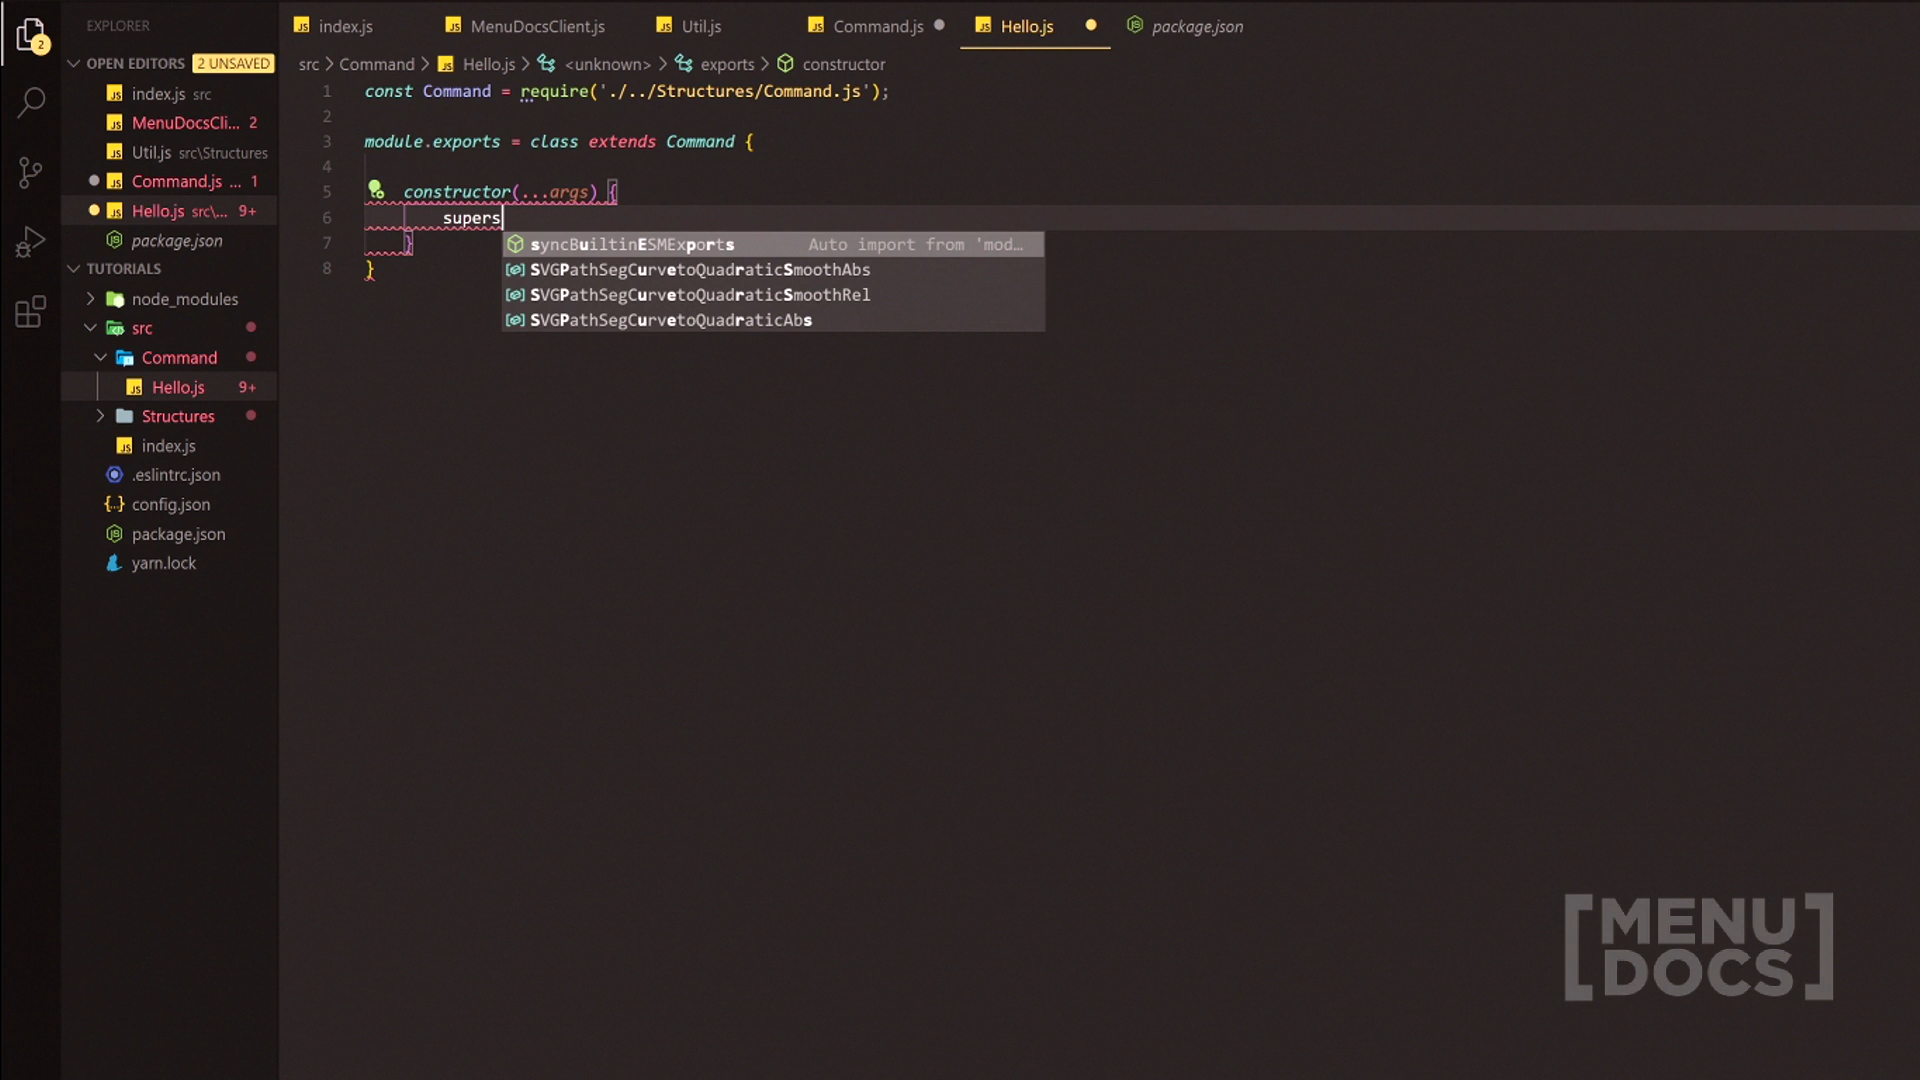 EXPLORER
OPEN EDITORS 2 UNSAVED
index.js src
MenuDocsCli... 2
Util.js src\Structures
Command.js ... 1
Hello.js src\... 9+
package.json
TUTORIALS
node_modules
src
Command
Hello.js 9+
Structures
index.js
.eslintrc.json
config.json
package.json
yarn.lock
2
index.js MenuDocsClient.js Util.js Command.js Hello.js package.json
src > Command > Hello.js > <unknown> > exports > constructor
1 const Command = require('./../Structures/Command.js');
2
3 module.exports = class extends Command {
4
5 constructor(...args) {
6 supers
7 }
8 }
syncBuiltinESMExports Auto import from 'mod...
SVGPathSegCurvetoQuadraticSmoothAbs
SVGPathSegCurvetoQuadraticSmoothRel
SVGPathSegCurvetoQuadraticAbs
[MENU
DOCS]